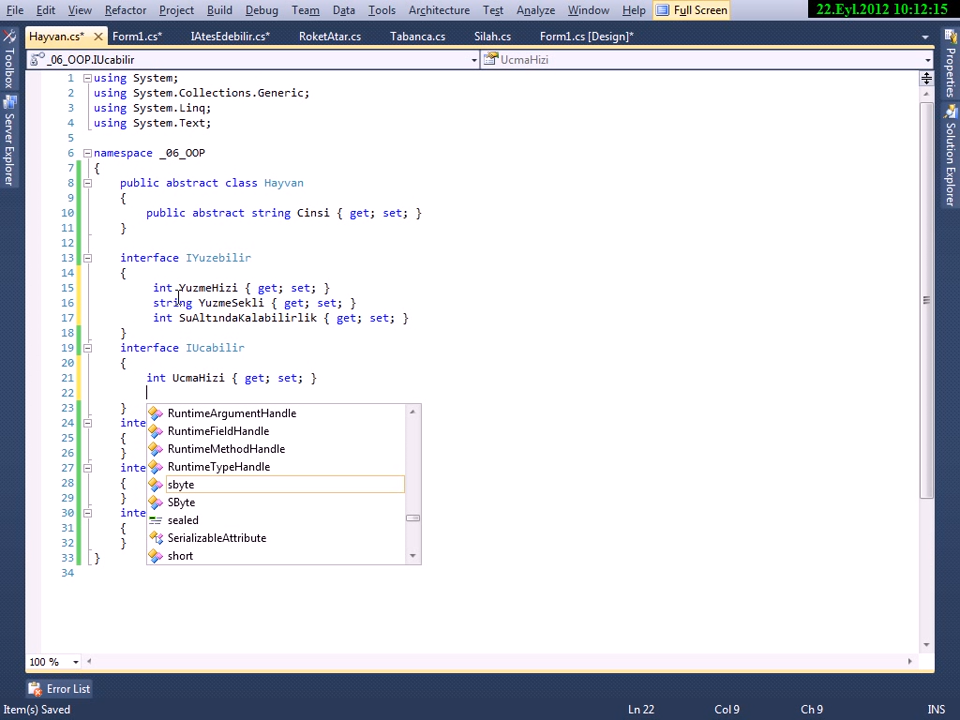 File Edit View Refactor Project Build Debug Team Data Tools Architecture Test Analyze Window Help Full Screen 22.Eyl.2012 10:12:15
Hayvan.cs* Form1.cs* IAtesEdebilir.cs* RoketAtar.cs Tabanca.cs Silah.cs Form1.cs [Design]*
_06_OOP.IUcabilir UcmaHizi
Toolbox
Server Explorer
Properties
Solution Explorer
1 using System;
2 using System.Collections.Generic;
3 using System.Linq;
4 using System.Text;
5
6 namespace _06_OOP
7 {
8 public abstract class Hayvan
9 {
10 public abstract string Cinsi { get; set; }
11 }
12
13 interface IYuzebilir
14 {
15 int YuzmeHizi { get; set; }
16 string YuzmeSekli { get; set; }
17 int SuAltındaKalabilirlik { get; set; }
18 }
19 interface IUcabilir
20 {
21 int UcmaHizi { get; set; }
22
23 }
24 inte
25 {
26 }
27 inte
28 {
29 }
30 inte
31 {
32 }
33 }
34
RuntimeArgumentHandle
RuntimeFieldHandle
RuntimeMethodHandle
RuntimeTypeHandle
sbyte
SByte
sealed
SerializableAttribute
short
100 %
Error List
Item(s) Saved Ln 22 Col 9 Ch 9 INS